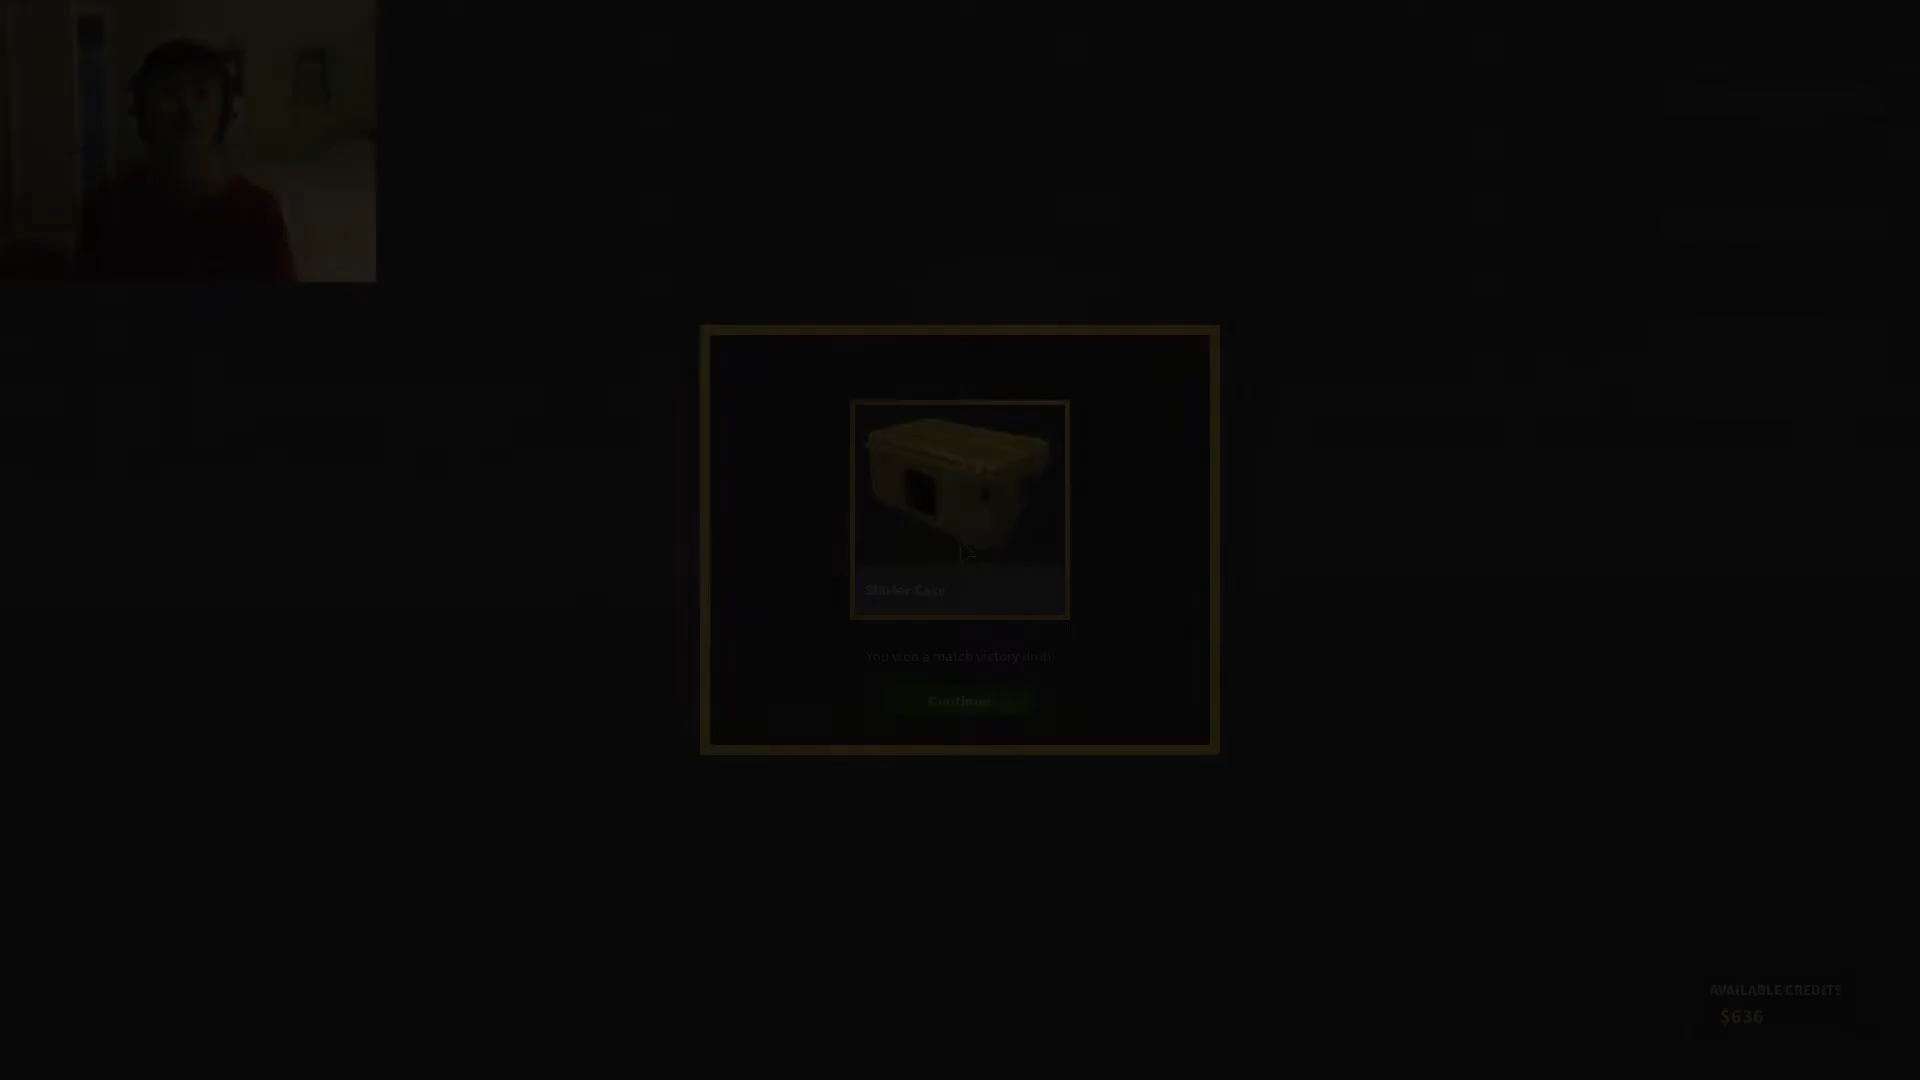 Starter Case
You won a match victory drop!
Continue
AVAILABLE CREDITS
$636